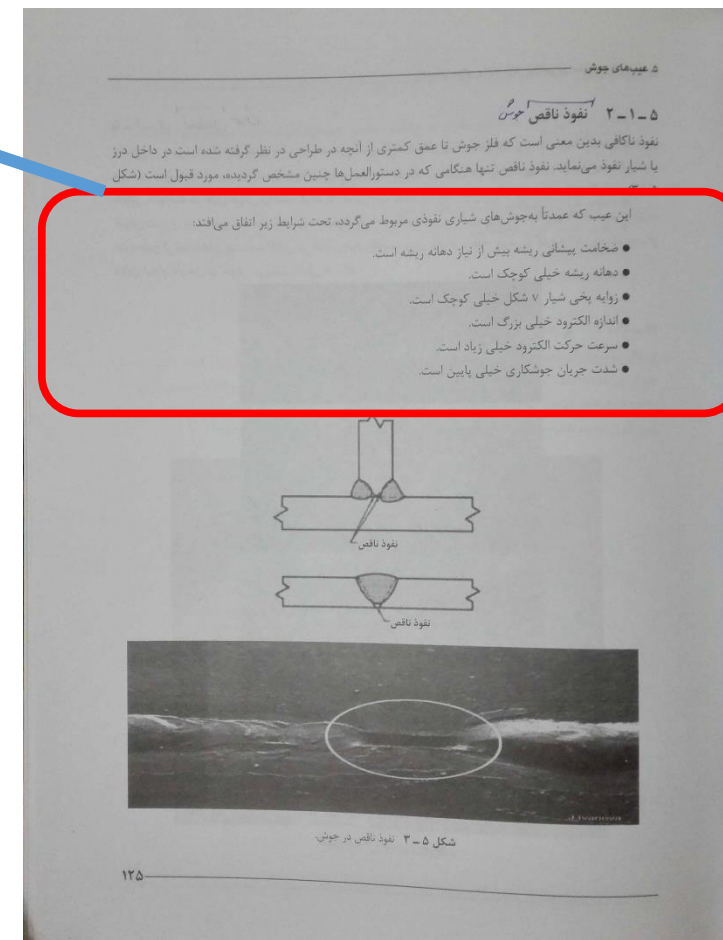 ۵ عیب‌های جوش
۵ – ۱ – ۲ نفوذ ناقص جوش
نفوذ ناکافی بدین معنی است که فلز جوش تا عمق کمتری از آنچه در طراحی در نظر گرفته شده است در داخل درز
یا شیار نفوذ می‌نماید. نفوذ ناقص تنها هنگامی که در دستورالعمل‌ها چنین مشخص گردیده، مورد قبول است (شکل
این عیب که عمدتاً به‌جوش‌های شیاری نفوذی مربوط می‌گردد، تحت شرایط زیر اتفاق می‌افتد:
● ضخامت پیشانی ریشه بیش از نیاز دهانه ریشه است.
● دهانه ریشه خیلی کوچک است.
● زوایه پخی شیار v شکل خیلی کوچک است.
● اندازه الکترود خیلی بزرگ است.
● سرعت حرکت الکترود خیلی زیاد است.
● شدت جریان جوشکاری خیلی پایین است.
نفوذ ناقص
نفوذ ناقص
شکل ۵ – ۳ نفوذ ناقص در جوش.
۱۲۵